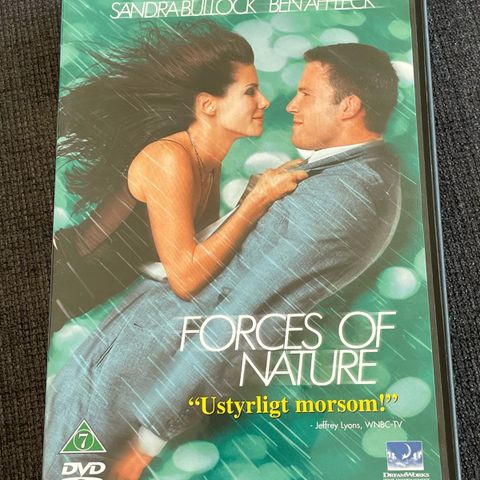 SANDRA BULLOCK BEN AFFLECK
FORCES OF
NATURE
“Ustyrligt morsom!”
- Jeffrey Lyons, WNBC-TV
7
DVD
DREAMWORKS